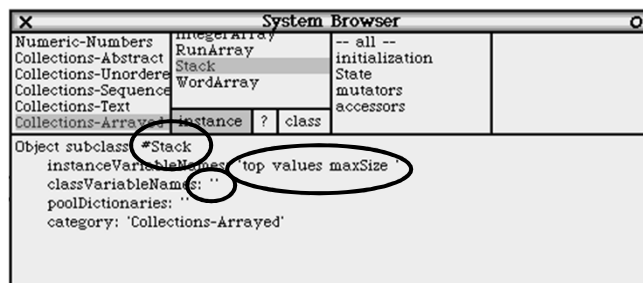 System Browser
Numeric-Numbers
Collections-Abstract
Collections-Unordere
Collections-Sequence
Collections-Text
Collections-Arrayed
IntegerArray
RunArray
Stack
WordArray
instance ? class
-- all --
initialization
State
mutators
accessors
Object subclass: #Stack
instanceVariableNames: 'top values maxSize '
classVariableNames: ''
poolDictionaries: ''
category: 'Collections-Arrayed'